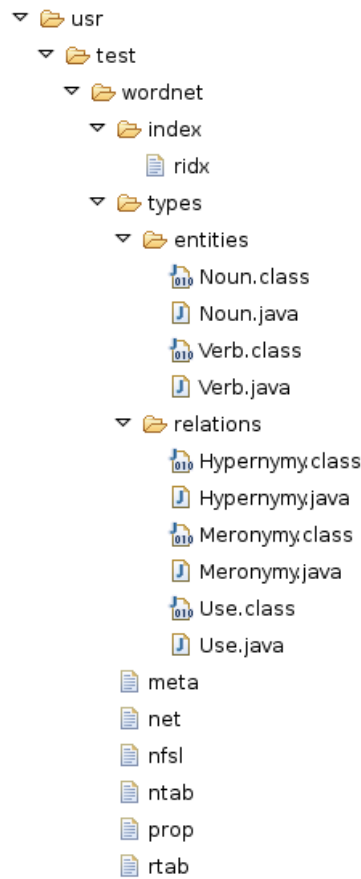 usr
test
wordnet
index
ridx
types
entities
Noun.class
Noun.java
Verb.class
Verb.java
relations
Hypernymy.class
Hypernymy.java
Meronymy.class
Meronymy.java
Use.class
Use.java
meta
net
nfsl
ntab
prop
rtab